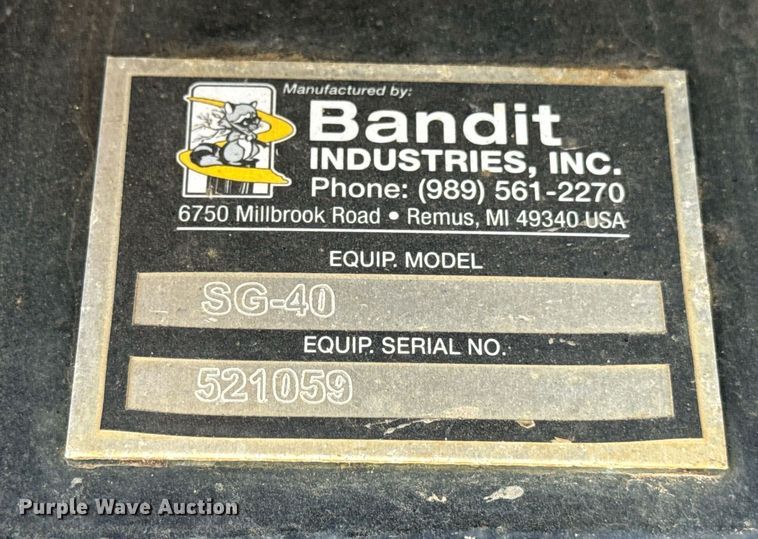 Manufactured by:
Bandit
INDUSTRIES, INC.
Phone: (989) 561-2270
6750 Millbrook Road • Remus, MI 49340 USA
EQUIP. MODEL
SG-40
EQUIP. SERIAL NO.
521059
Purple Wave Auction